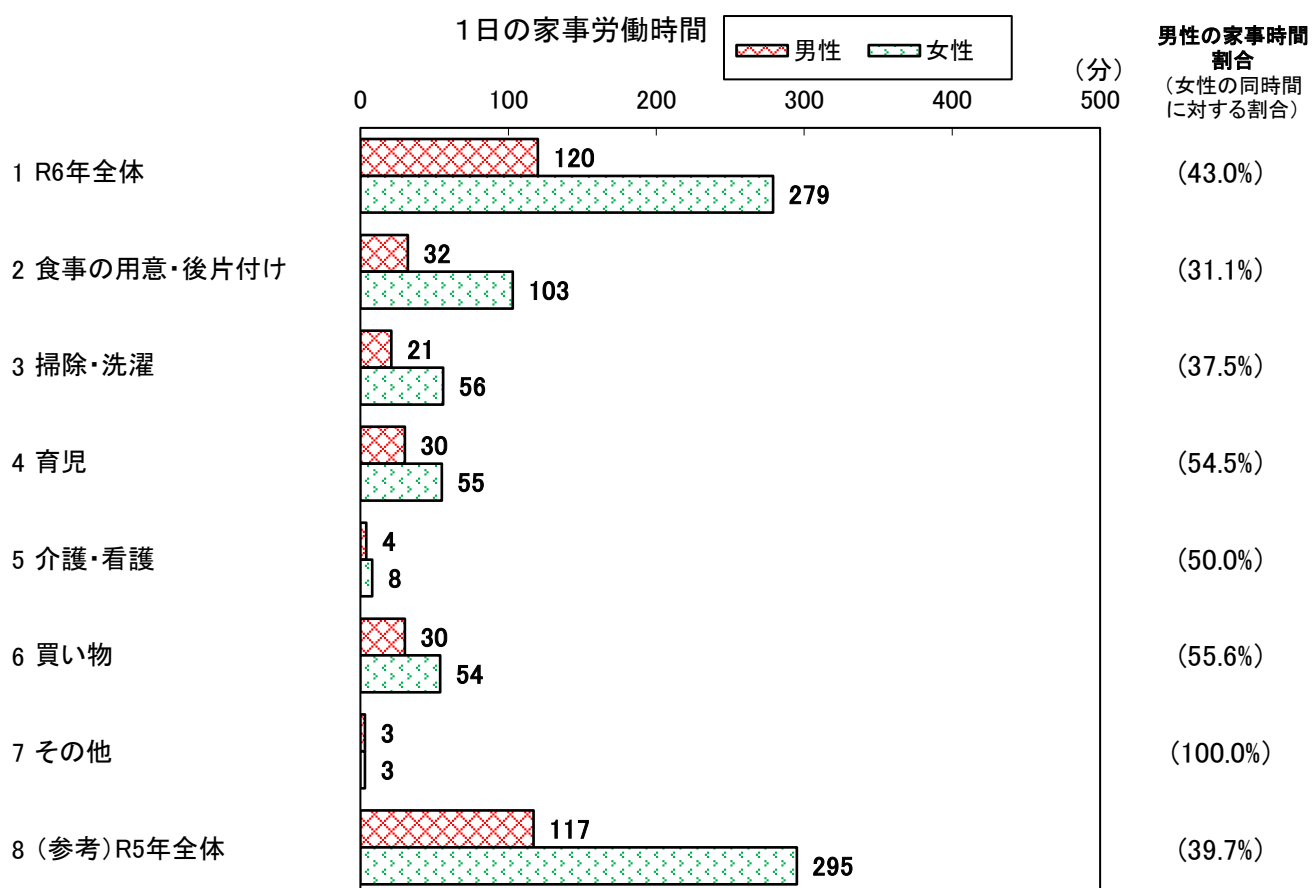 1日の家事労働時間
男性 女性
男性の家事時間
割合
（女性の同時間
に対する割合）
（分）
0 100 200 300 400 500
1 R6年全体 120 279 (43.0%)
2 食事の用意・後片付け 32 103 (31.1%)
3 掃除・洗濯 21 56 (37.5%)
4 育児 30 55 (54.5%)
5 介護・看護 4 8 (50.0%)
6 買い物 30 54 (55.6%)
7 その他 3 3 (100.0%)
8 （参考）R5年全体 117 295 (39.7%)